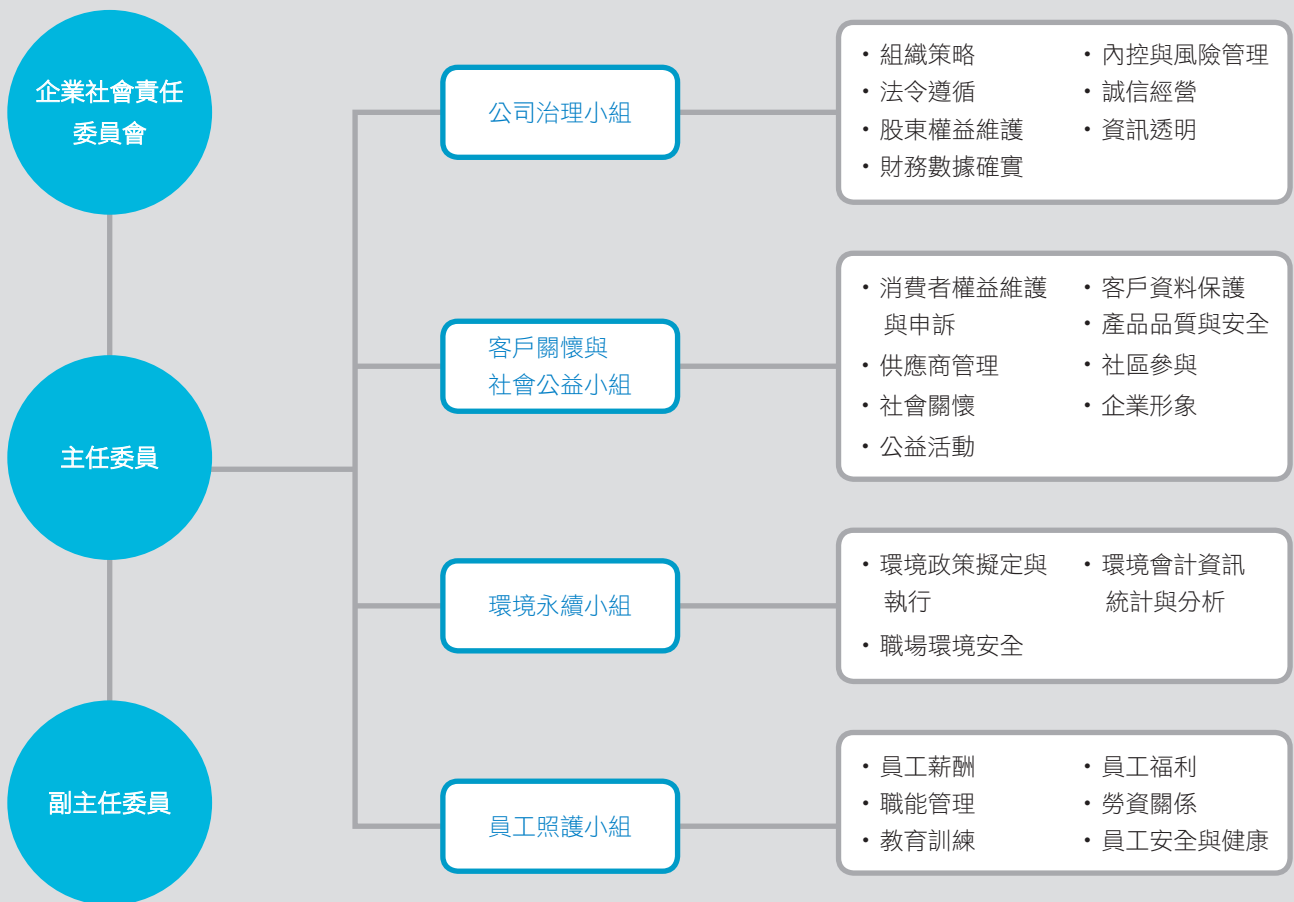 企業社會責任
委員會
主任委員
副主任委員
公司治理小組
・組織策略
・法令遵循
・股東權益維護
・財務數據確實
・內控與風險管理
・誠信經營
・資訊透明
客戶關懷與
社會公益小組
・消費者權益維護
與申訴
・供應商管理
・社會關懷
・公益活動
・客戶資料保護
・產品品質與安全
・社區參與
・企業形象
環境永續小組
・環境政策擬定與
執行
・職場環境安全
・環境會計資訊
統計與分析
員工照護小組
・員工薪酬
・職能管理
・教育訓練
・員工福利
・勞資關係
・員工安全與健康